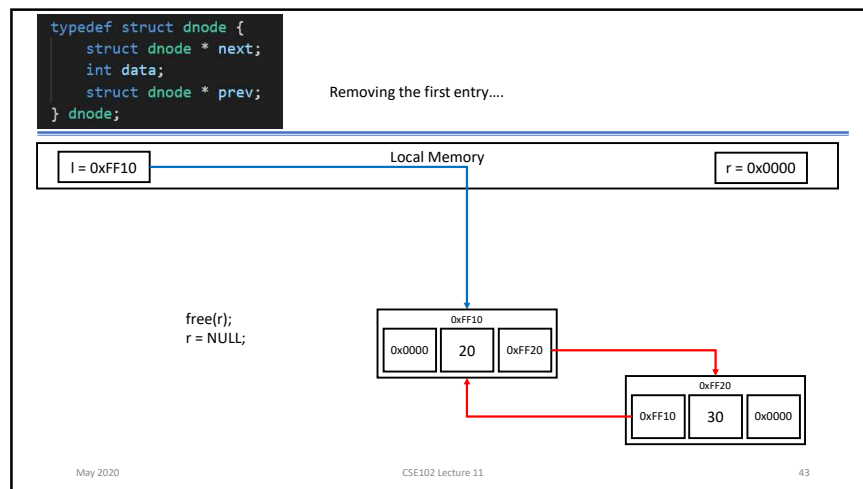 typedef struct dnode {
    struct dnode * next;
    int data;
    struct dnode * prev;
} dnode;
Removing the first entry....
Local Memory
l = 0xFF10
r = 0x0000
free(r);
r = NULL;
0xFF10
0x0000 20 0xFF20
0xFF20
0xFF10 30 0x0000
May 2020 CSE102 Lecture 11 43